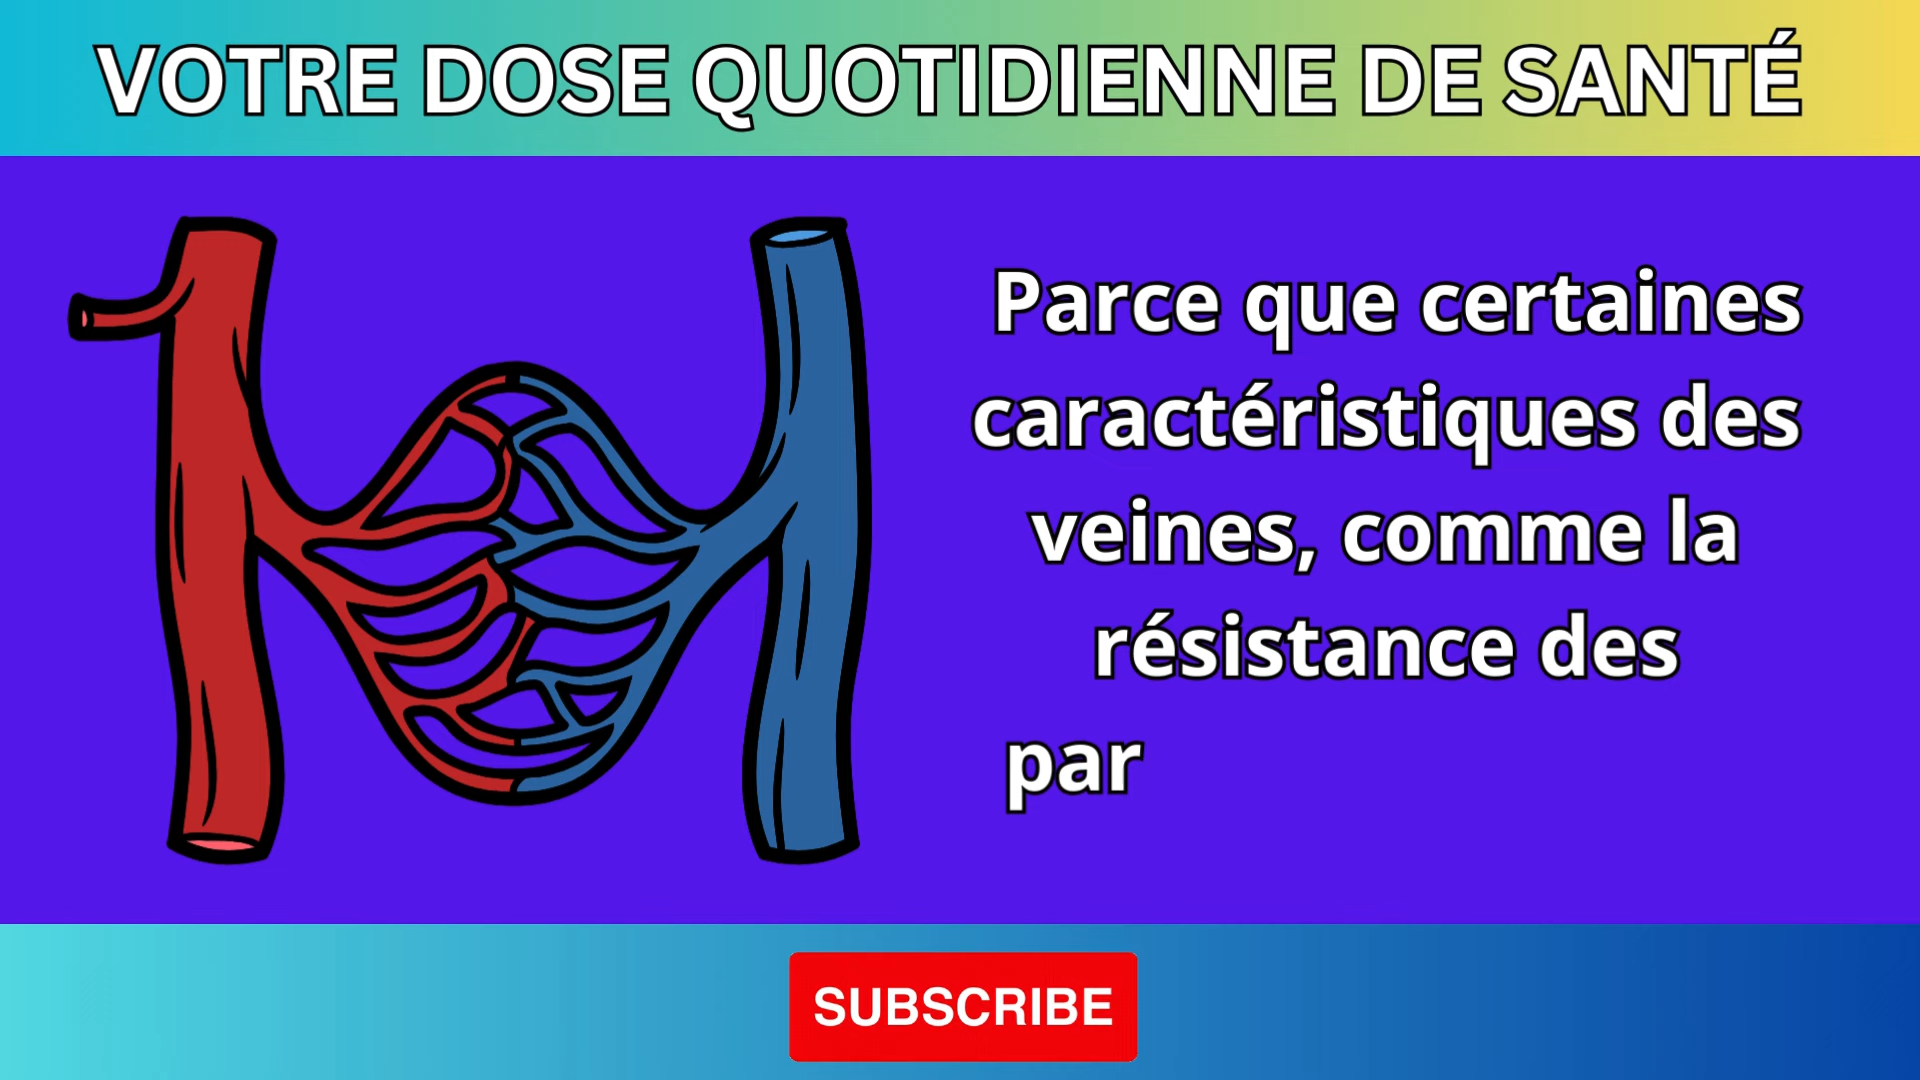 VOTRE DOSE QUOTIDIENNE DE SANTÉ
Parce que certaines
caractéristiques des
veines, comme la
résistance des
par
SUBSCRIBE